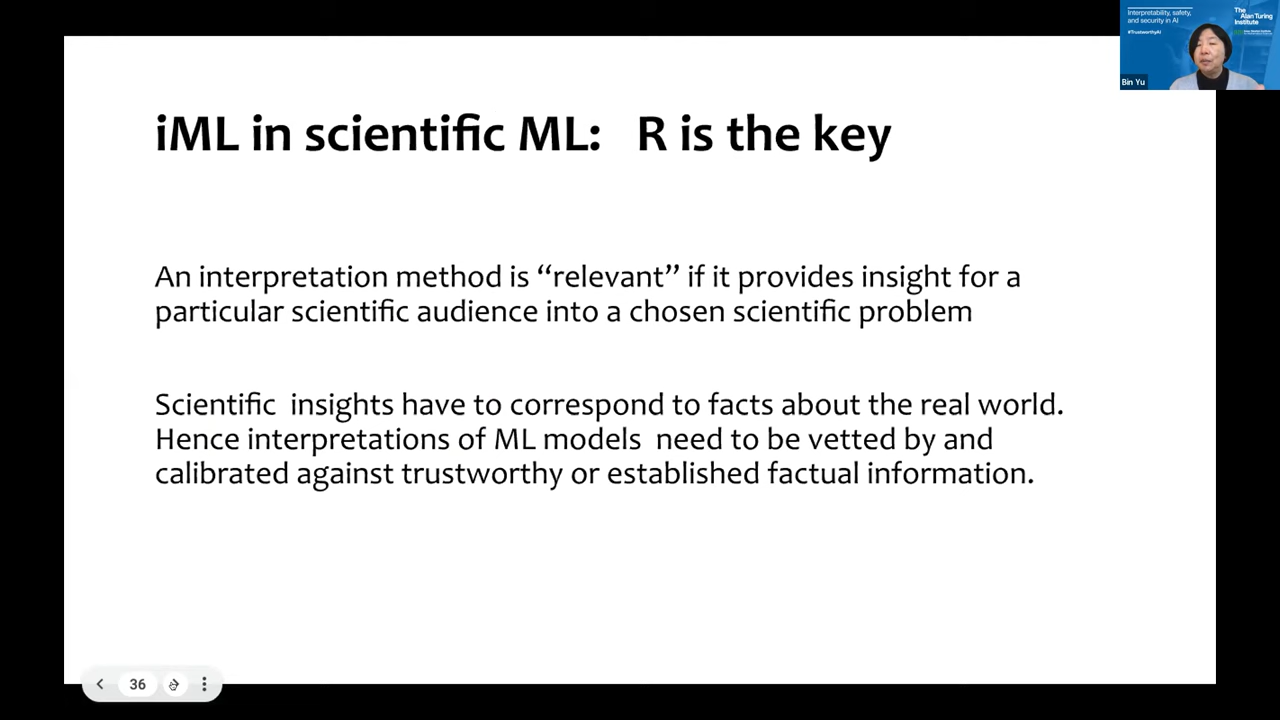 iML in scientific ML: R is the key
An interpretation method is “relevant” if it provides insight for a
particular scientific audience into a chosen scientific problem
Scientific insights have to correspond to facts about the real world.
Hence interpretations of ML models need to be vetted by and
calibrated against trustworthy or established factual information.
36
Interpretability, safety,
and security in AI
#TrustworthyAI
The
Alan Turing
Institute
Bin Yu